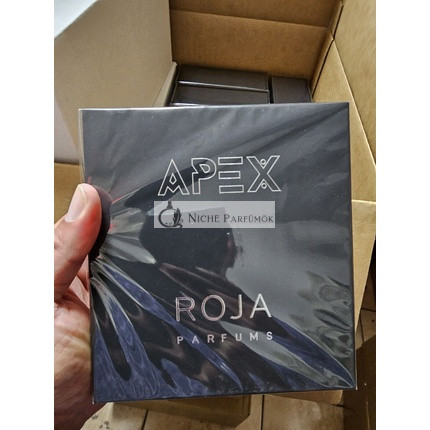 APEX
NICHE PARFÜMÖK
ROJA
PARFUMS